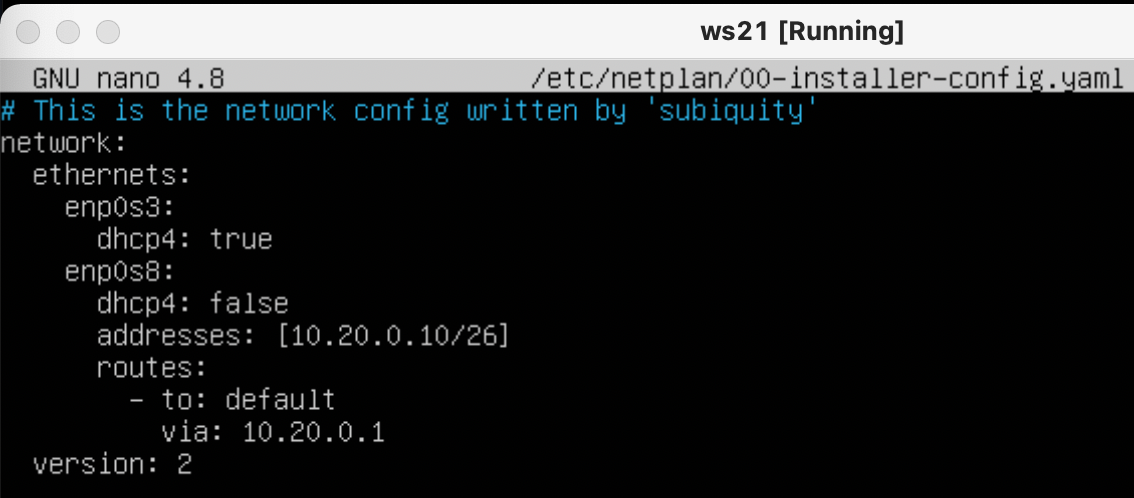 ws21 [Running]
GNU nano 4.8 /etc/netplan/00-installer-config.yaml
# This is the network config written by 'subiquity'
network:
  ethernets:
    enp0s3:
      dhcp4: true
    enp0s8:
      dhcp4: false
      addresses: [10.20.0.10/26]
      routes:
        - to: default
          via: 10.20.0.1
  version: 2